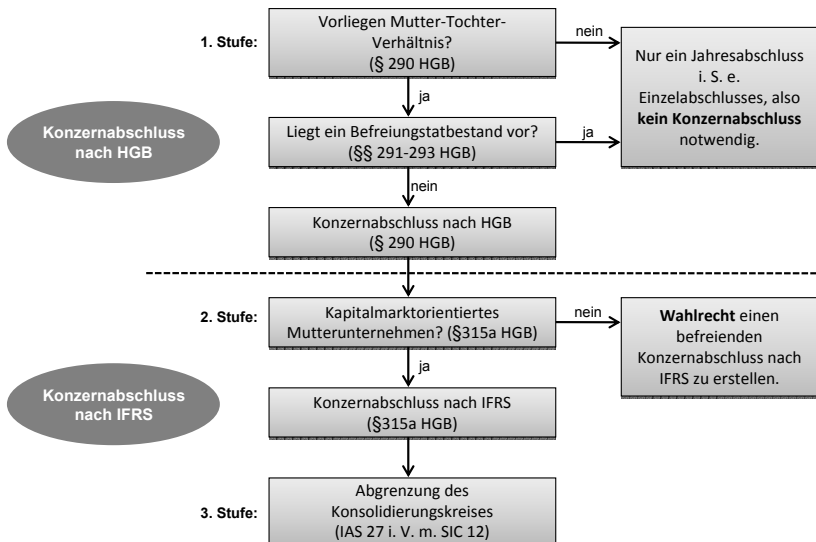 1. Stufe:
Vorliegen Mutter-Tochter-
Verhältnis?
(§ 290 HGB)
nein
Nur ein Jahresabschluss
i. S. e.
Einzelabschlusses, also
kein Konzernabschluss
notwendig.
ja
Konzernabschluss
nach HGB
Liegt ein Befreiungstatbestand vor?
(§§ 291-293 HGB)
ja
nein
Konzernabschluss nach HGB
(§ 290 HGB)
2. Stufe:
Kapitalmarktorientiertes
Mutterunternehmen? (§315a HGB)
nein
Wahlrecht einen
befreienden
Konzernabschluss nach
IFRS zu erstellen.
ja
Konzernabschluss
nach IFRS
Konzernabschluss nach IFRS
(§315a HGB)
3. Stufe:
Abgrenzung des
Konsolidierungskreises
(IAS 27 i. V. m. SIC 12)